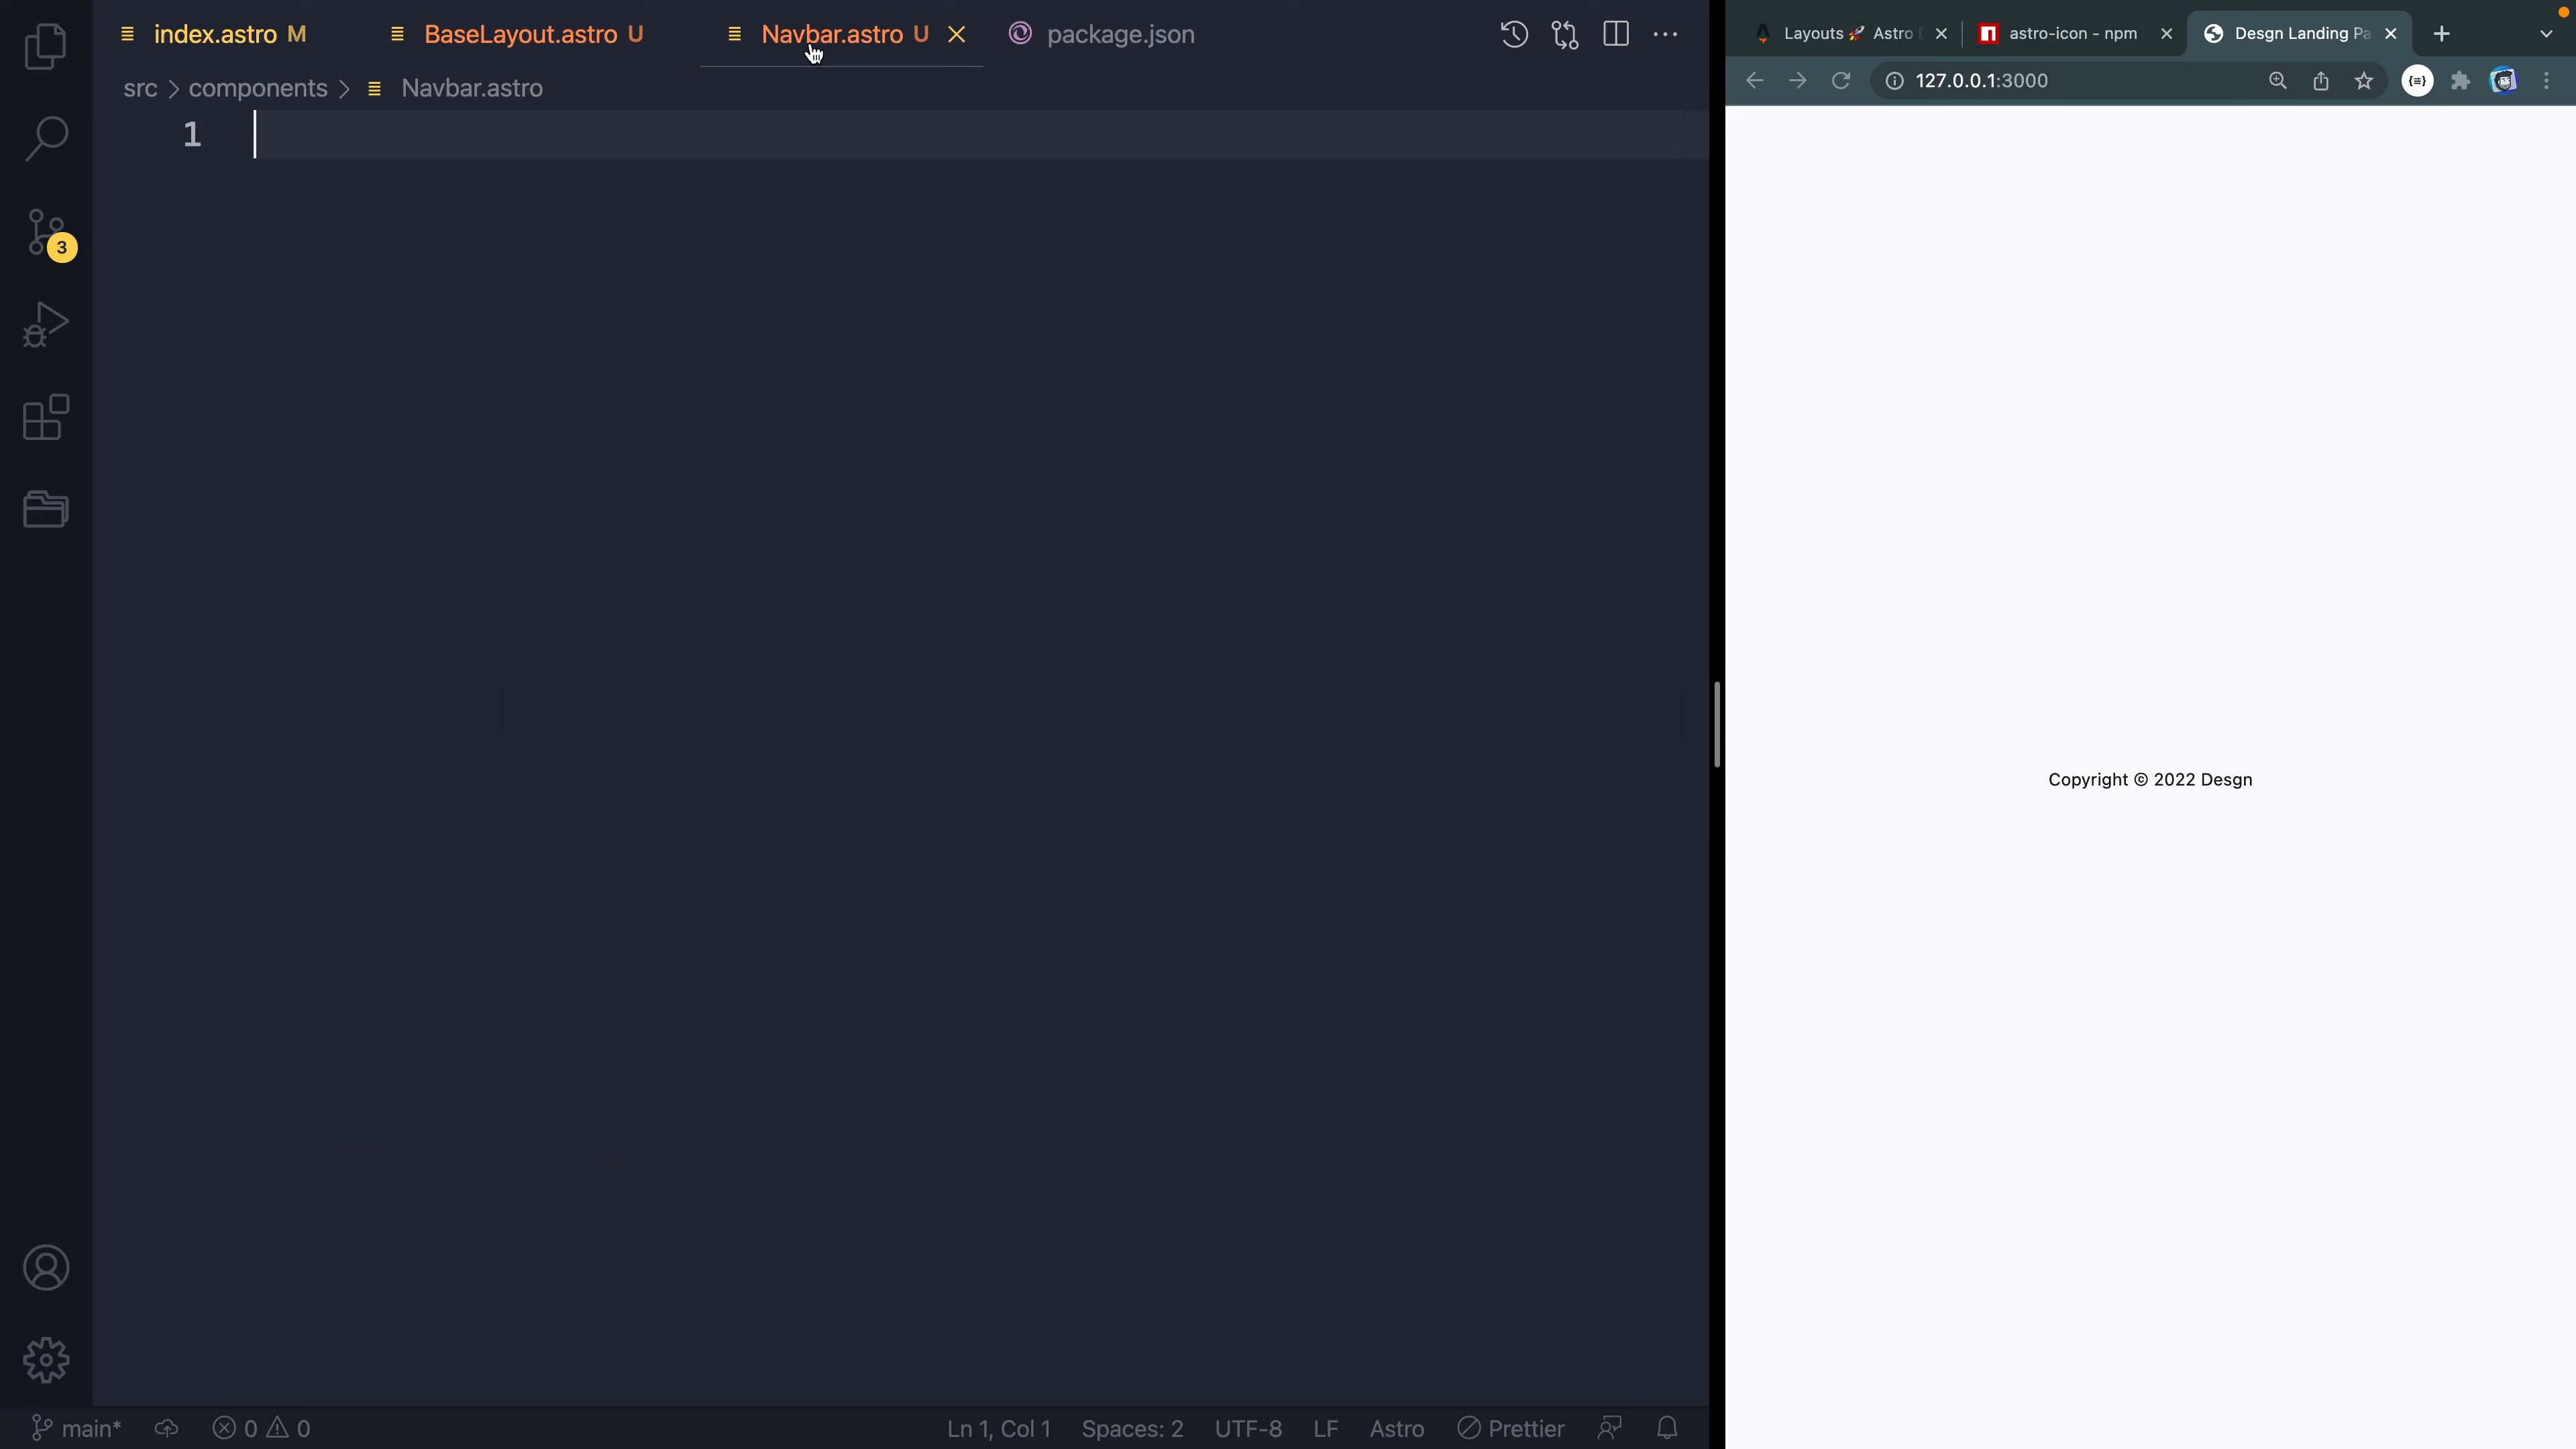 index.astro M
BaseLayout.astro U
Navbar.astro U
package.json
src > components > Navbar.astro
1
3
main*
0 0
Ln 1, Col 1
Spaces: 2
UTF-8
LF
Astro
Prettier
Layouts 🚀 Astro
astro-icon - npm
Desgn Landing Pa
127.0.0.1:3000
Copyright © 2022 Desgn